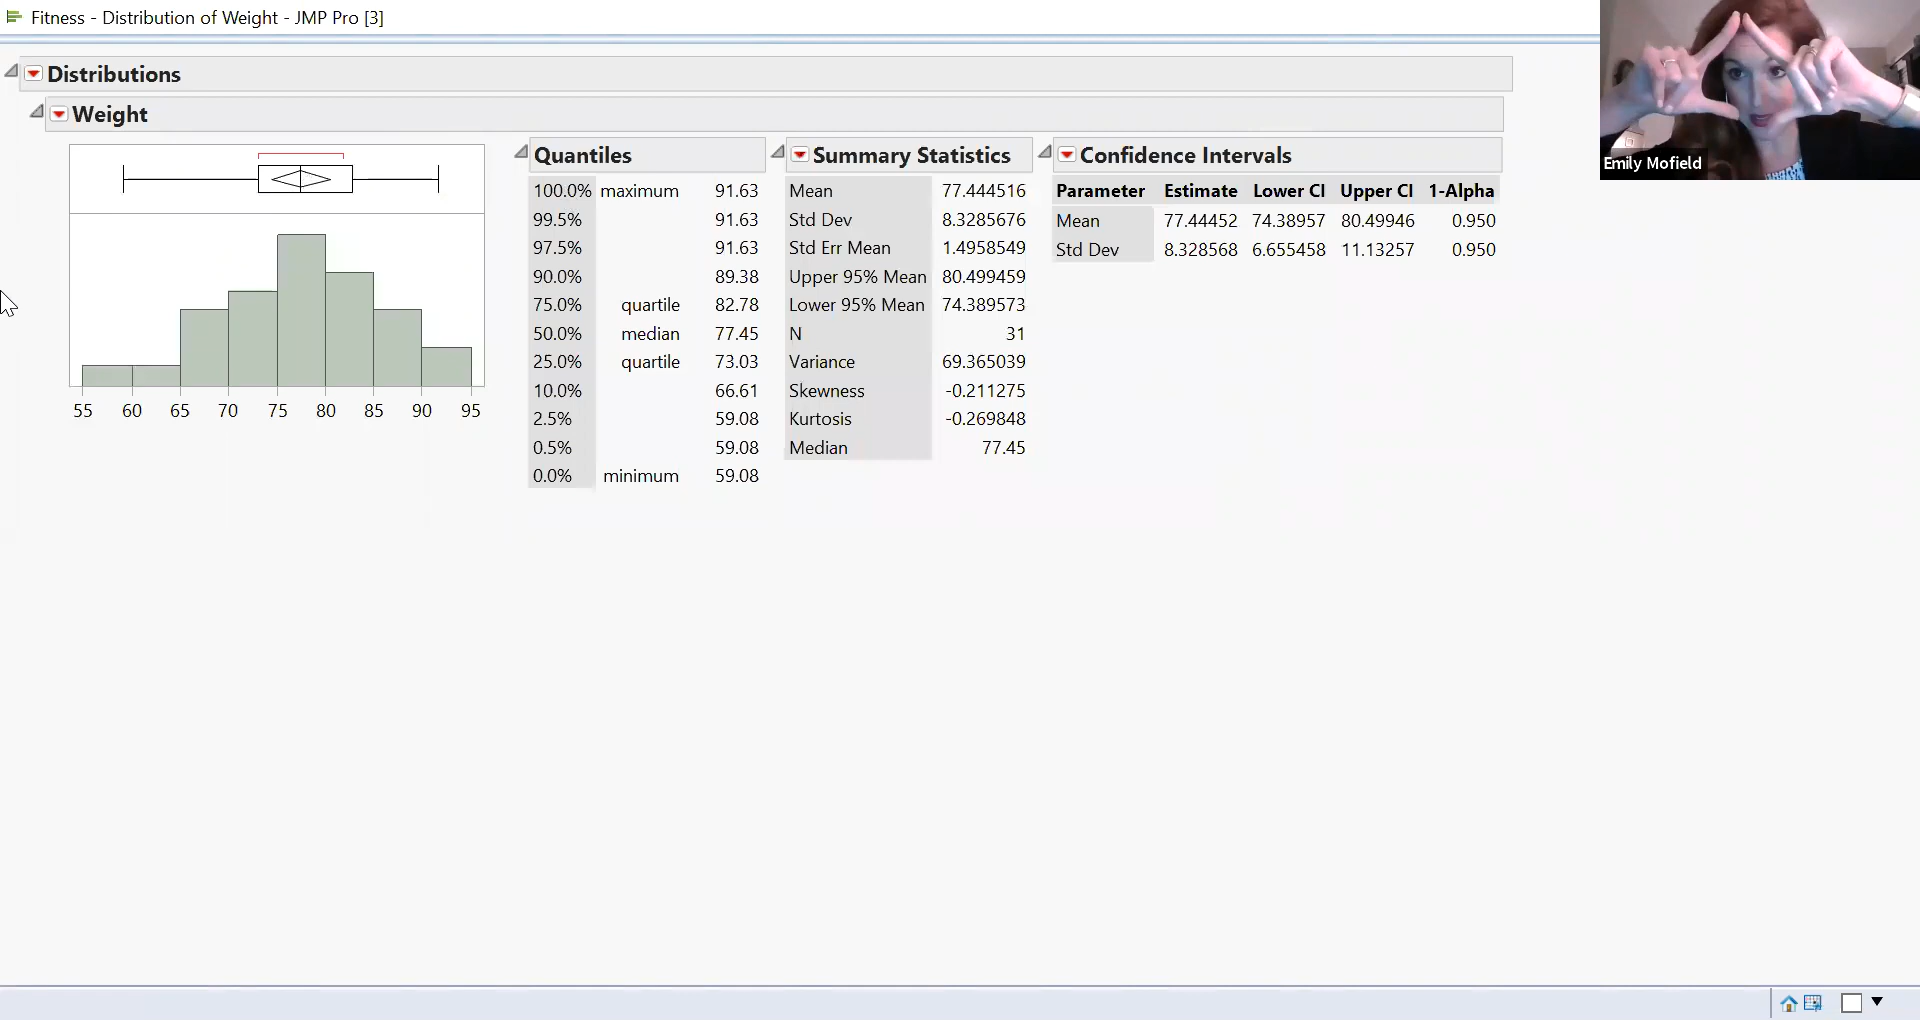 Fitness - Distribution of Weight - JMP Pro [3]
Distributions
Weight
55 60 65 70 75 80 85 90 95
Quantiles
100.0% maximum 91.63
99.5% 91.63
97.5% 91.63
90.0% 89.38
75.0% quartile 82.78
50.0% median 77.45
25.0% quartile 73.03
10.0% 66.61
2.5% 59.08
0.5% 59.08
0.0% minimum 59.08
Summary Statistics
Mean 77.444516
Std Dev 8.3285676
Std Err Mean 1.4958549
Upper 95% Mean 80.499459
Lower 95% Mean 74.389573
N 31
Variance 69.365039
Skewness -0.211275
Kurtosis -0.269848
Median 77.45
Confidence Intervals
Parameter Estimate Lower CI Upper CI 1-Alpha
Mean 77.44452 74.38957 80.49946 0.950
Std Dev 8.328568 6.655458 11.13257 0.950
Emily Mofield